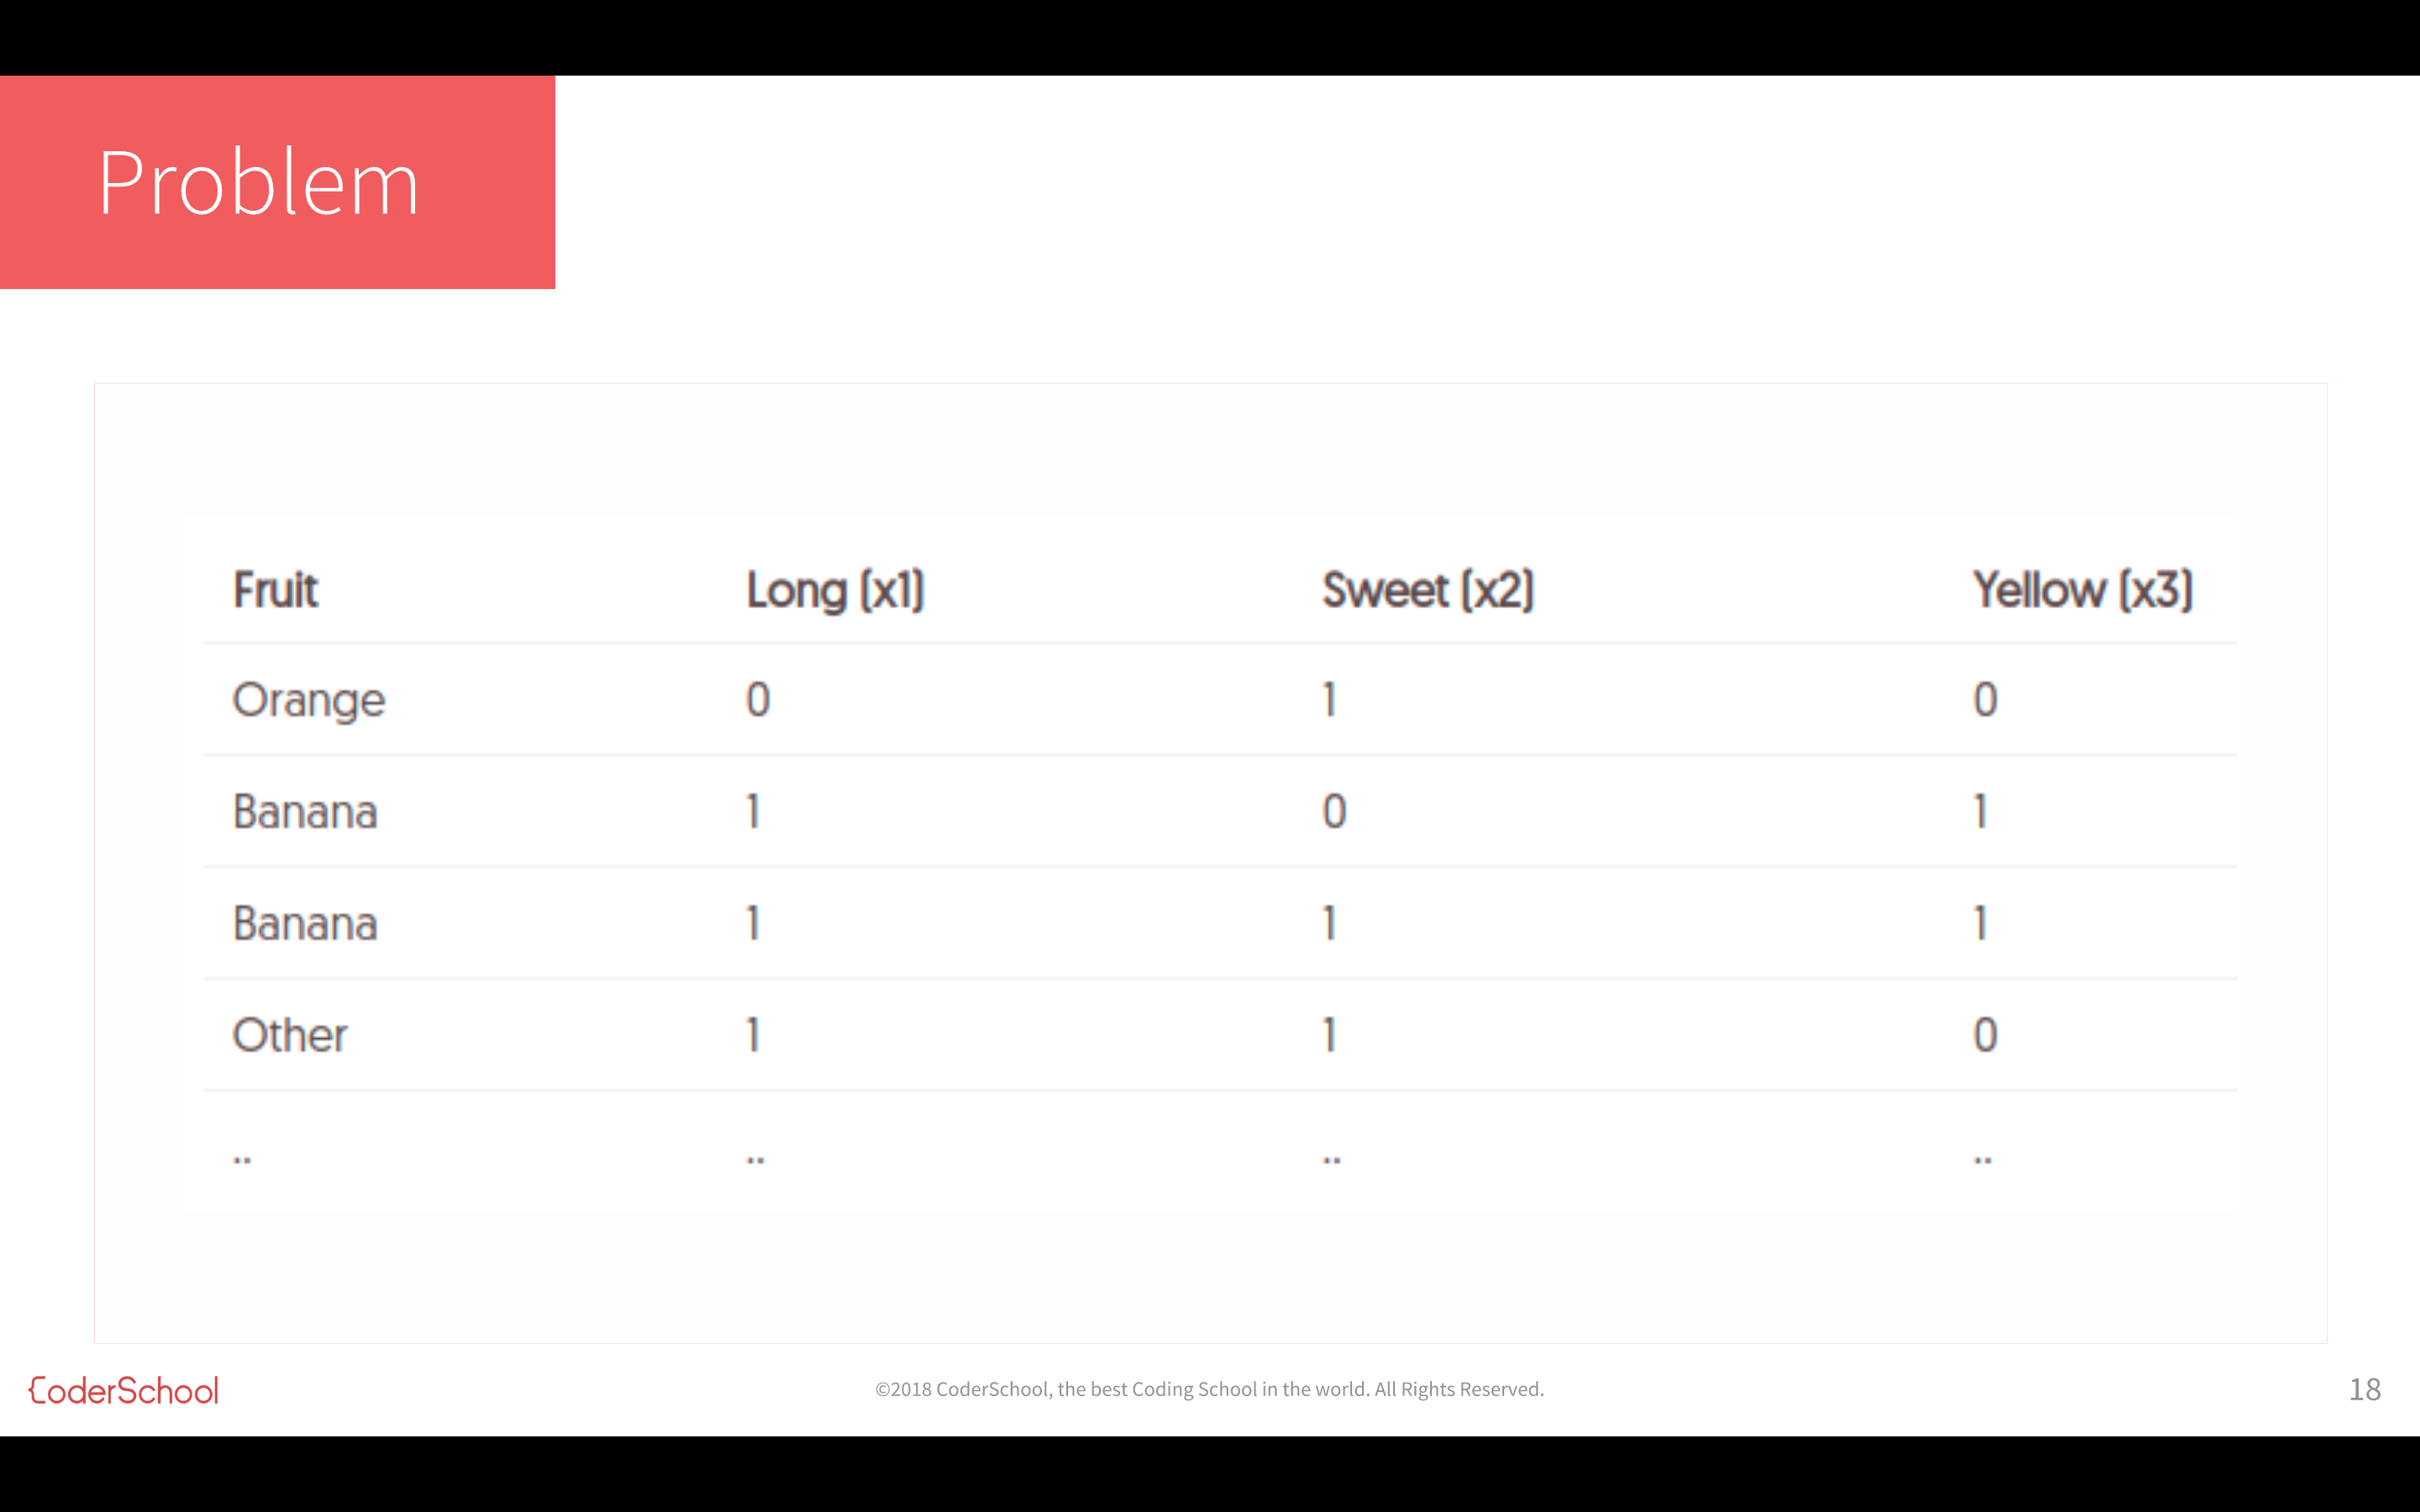 Problem
Fruit Long (x1) Sweet (x2) Yellow (x3)
Orange 0 1 0
Banana 1 0 1
Banana 1 1 1
Other 1 1 0
.. .. .. ..
{CoderSchool ©2018 CoderSchool, the best Coding School in the world. All Rights Reserved. 18